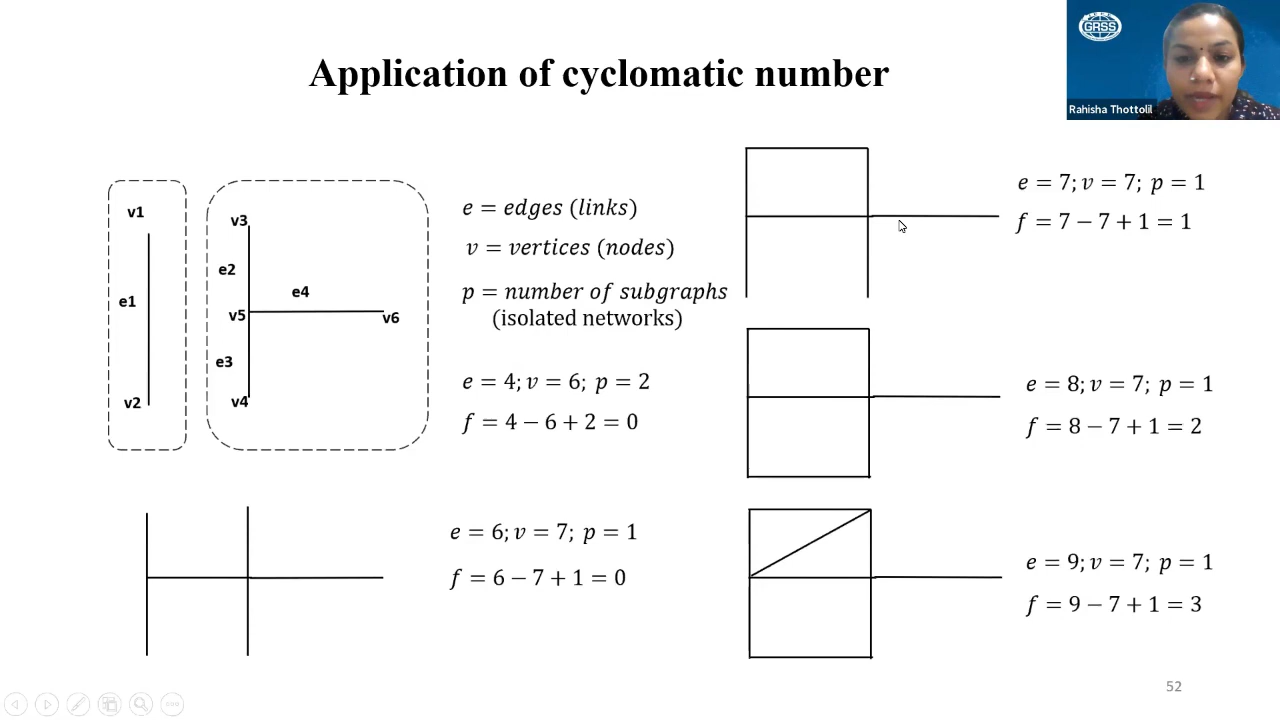 Application of cyclomatic number
GRSS
Rahisha Thottolil
v1
e1
v2
v3
e2
e4
v5
v6
e3
v4
e = edges (links)
v = vertices (nodes)
p = number of subgraphs
(isolated networks)
e = 4; v = 6; p = 2
f = 4 − 6 + 2 = 0
e = 6; v = 7; p = 1
f = 6 − 7 + 1 = 0
e = 7; v = 7; p = 1
f = 7 − 7 + 1 = 1
e = 8; v = 7; p = 1
f = 8 − 7 + 1 = 2
e = 9; v = 7; p = 1
f = 9 − 7 + 1 = 3
52